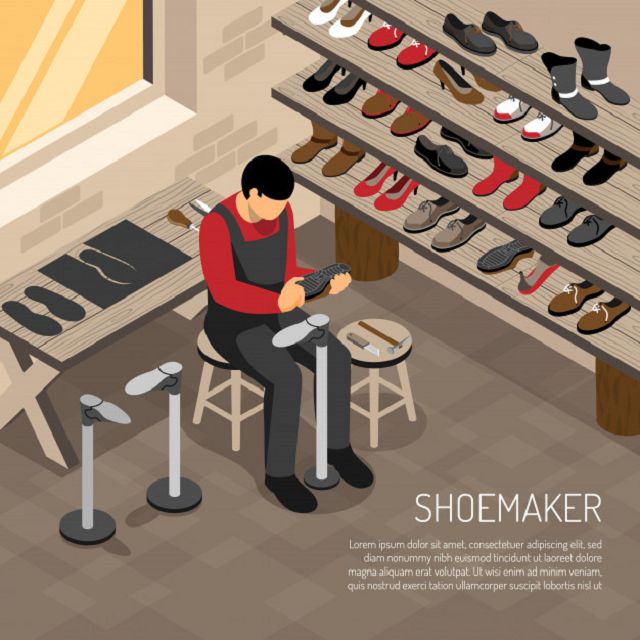 SHOEMAKER
Lorem ipsum dolor sit amet, consectetuer adipiscing elit, sed
diam nonummy nibh euismod tincidunt ut laoreet dolore
magna aliquam erat volutpat. Ut wisi enim ad minim veniam,
quis nostrud exerci tation ullamcorper suscipit lobortis nisl ut